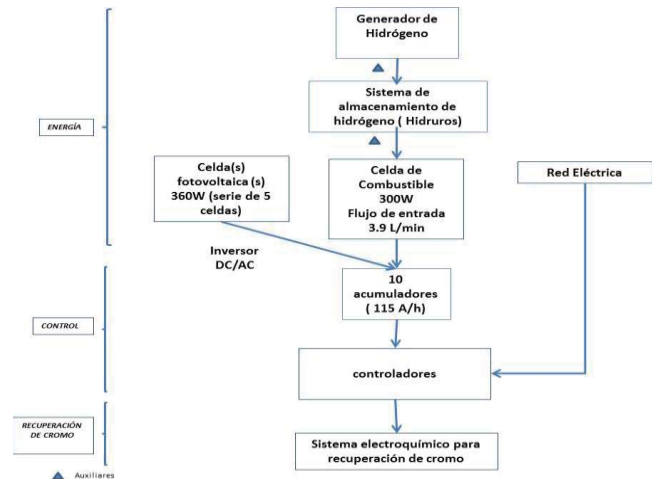 Generador de
Hidrógeno
Sistema de
almacenamiento de
hidrógeno ( Hidruros)
ENERGÍA
Celda(s)
fotovoltaica (s)
360W (serie de 5
celdas)
Celda de
Combustible
300W
Flujo de entrada
3.9 L/min
Red Eléctrica
Inversor
DC/AC
10
acumuladores
( 115 A/h)
CONTROL
controladores
RECUPERACIÓN
DE CROMO
Sistema electroquímico para
recuperación de cromo
Auxiliares